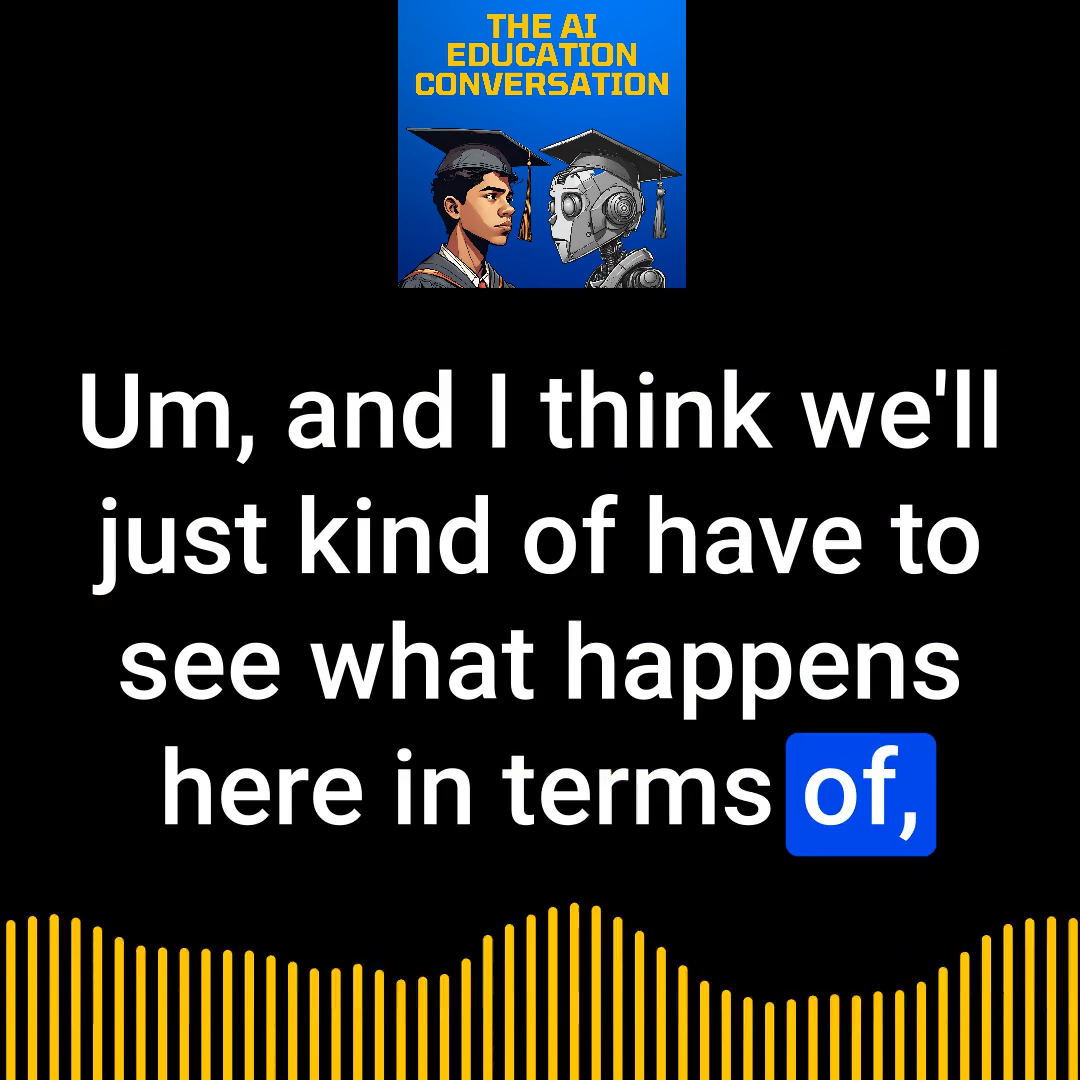 THE AI
EDUCATION
CONVERSATION
Um, and I think we'll
just kind of have to
see what happens
here in terms of,